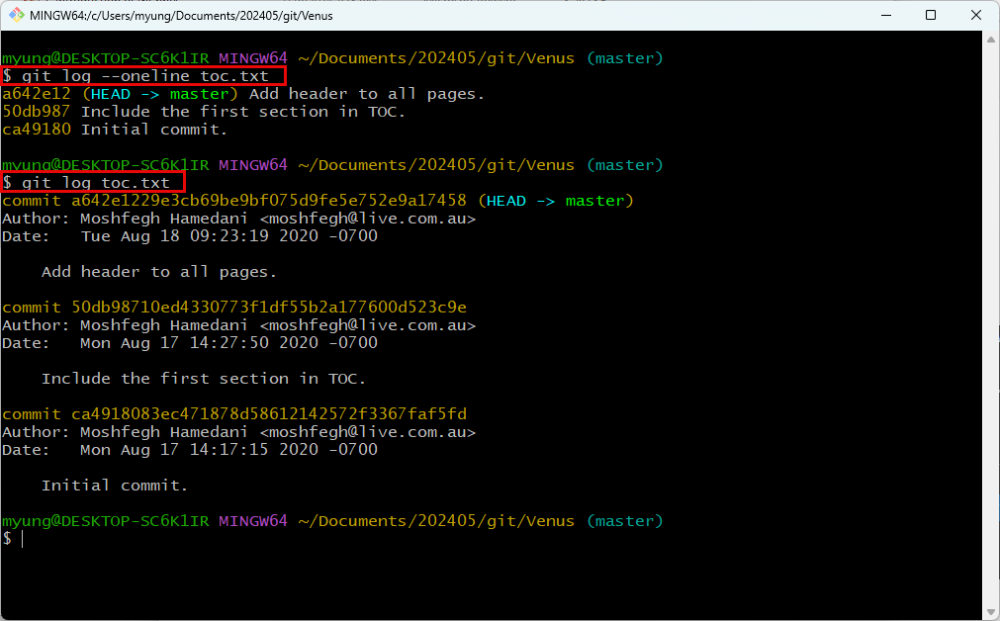 MINGW64:/c/Users/myung/Documents/202405/git/Venus
myung@DESKTOP-SC6K1IR MINGW64 ~/Documents/202405/git/Venus (master)
$ git log --oneline toc.txt
a642e12 (HEAD -> master) Add header to all pages.
50db987 Include the first section in TOC.
ca49180 Initial commit.
myung@DESKTOP-SC6K1IR MINGW64 ~/Documents/202405/git/Venus (master)
$ git log toc.txt
commit a642e1229e3cb69be9bf075d9fe5e752e9a17458 (HEAD -> master)
Author: Moshfegh Hamedani <moshfegh@live.com.au>
Date:   Tue Aug 18 09:23:19 2020 -0700
Add header to all pages.
commit 50db98710ed4330773f1df55b2a177600d523c9e
Author: Moshfegh Hamedani <moshfegh@live.com.au>
Date:   Mon Aug 17 14:27:50 2020 -0700
Include the first section in TOC.
commit ca4918083ec471878d58612142572f3367faf5fd
Author: Moshfegh Hamedani <moshfegh@live.com.au>
Date:   Mon Aug 17 14:17:15 2020 -0700
Initial commit.
myung@DESKTOP-SC6K1IR MINGW64 ~/Documents/202405/git/Venus (master)
$